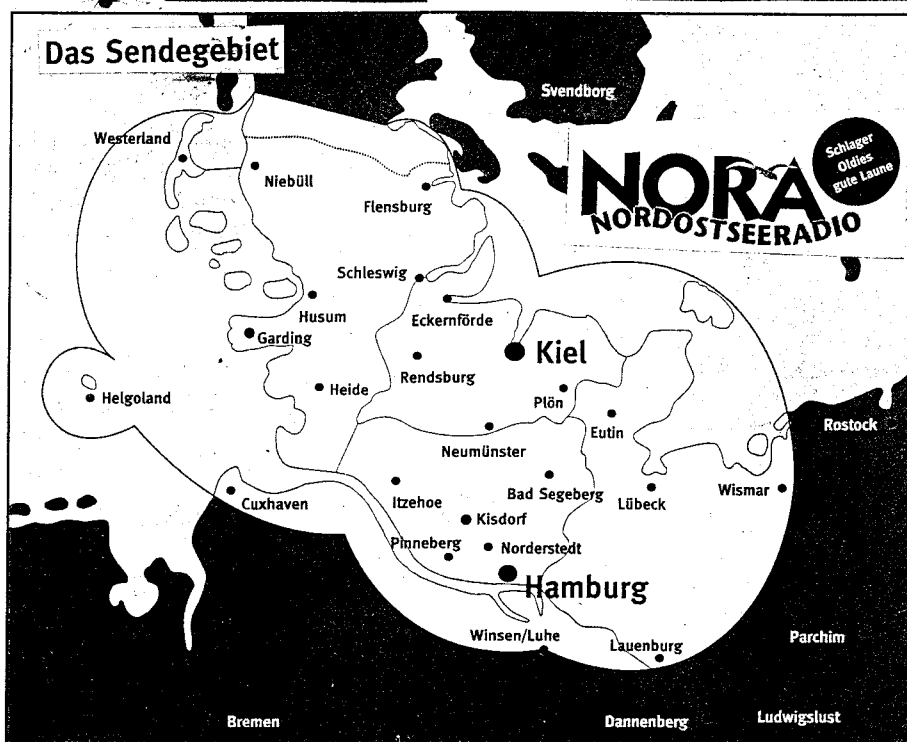 Das Sendegebiet
Svendborg
NORA
NORDOSTSEERADIO
Schlager
Oldies
gute Laune
Westerland
Niebüll
Flensburg
Schleswig
Husum
Eckernförde
Garding
Kiel
Rendsburg
Helgoland
Heide
Plön
Eutin
Rostock
Neumünster
Cuxhaven
Itzehoe
Bad Segeberg
Lübeck
Wismar
Kisdorf
Pinneberg
Norderstedt
Hamburg
Winsen/Luhe
Lauenburg
Parchim
Bremen
Dannenberg
Ludwigslust